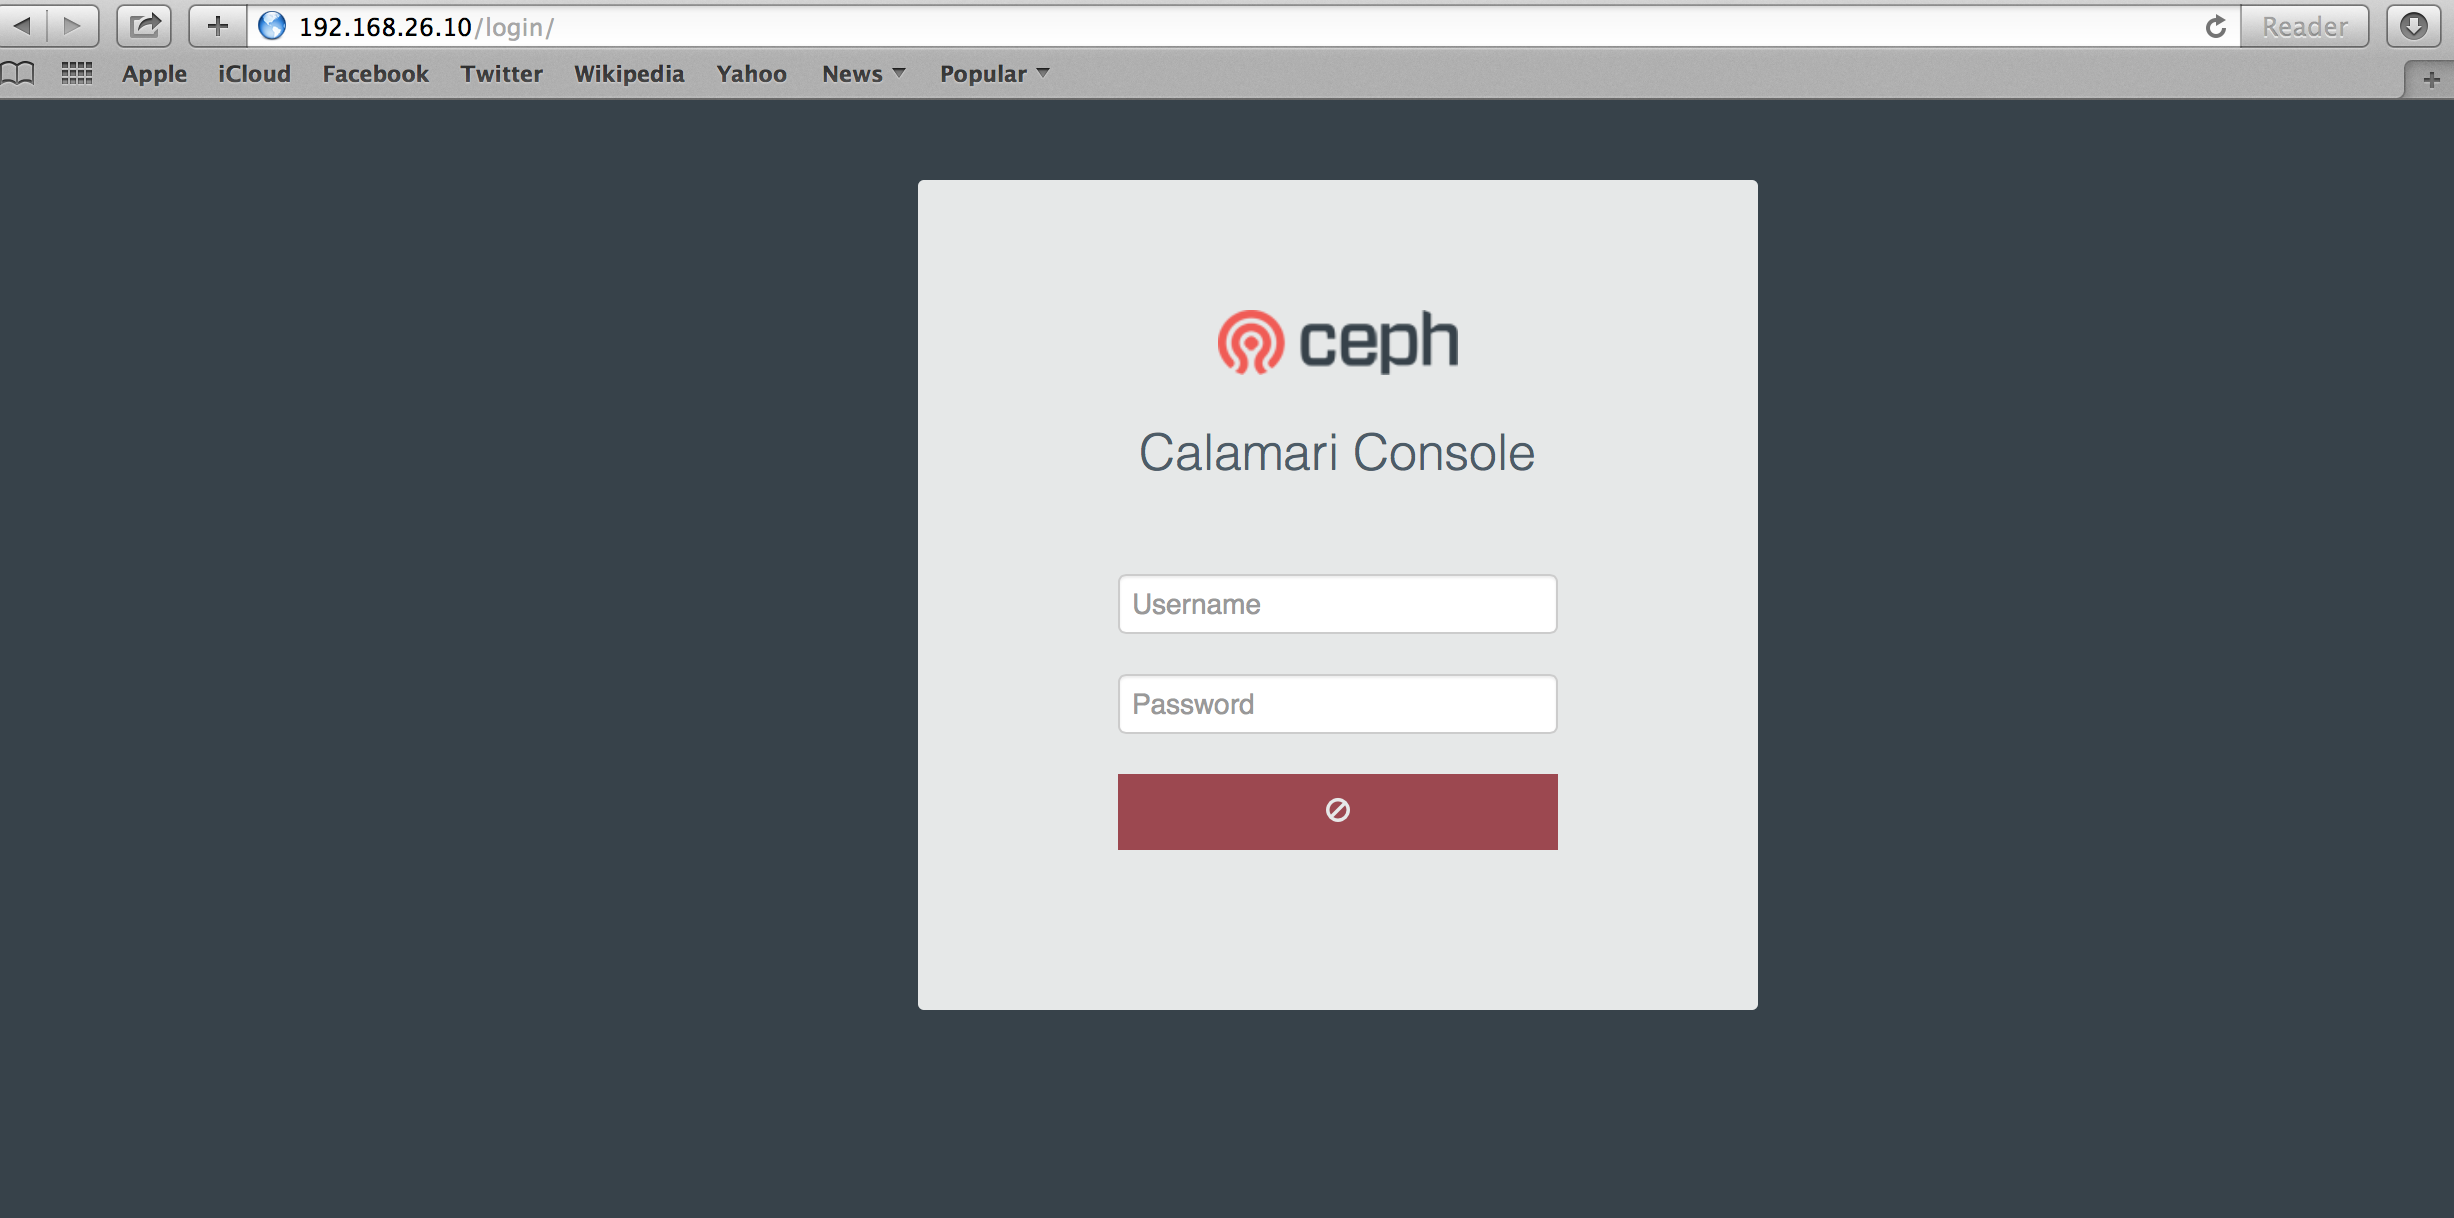 192.168.26.10/login/
Reader
Apple iCloud Facebook Twitter Wikipedia Yahoo News Popular
ceph
Calamari Console
Username
Password